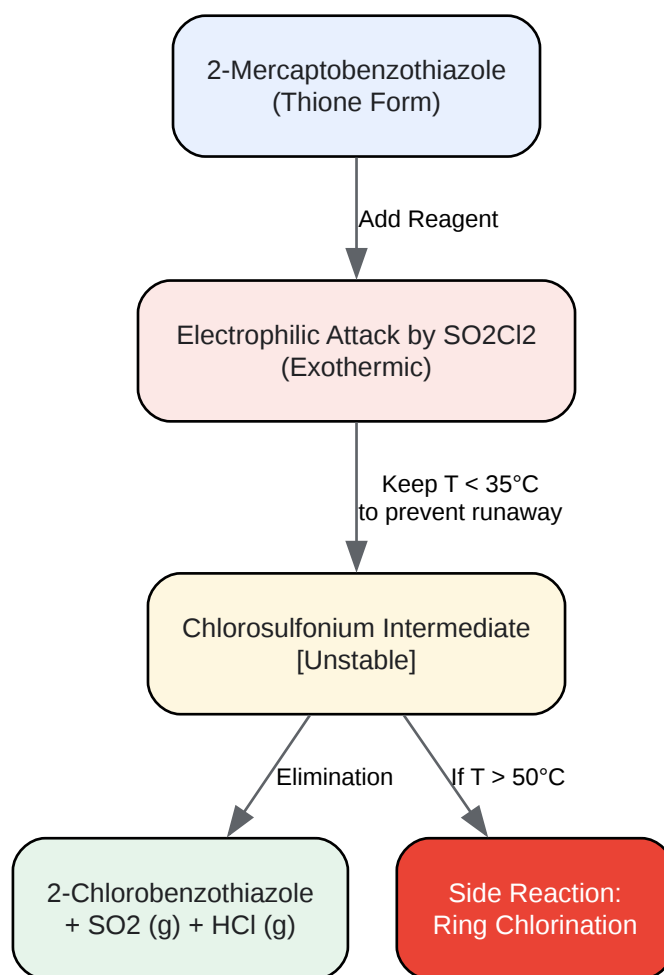 2-Mercaptobenzothiazole
(Thione Form)
Add Reagent
Electrophilic Attack by SO2Cl2
(Exothermic)
Keep T < 35°C
to prevent runaway
Chlorosulfonium Intermediate
[Unstable]
Elimination
If T > 50°C
2-Chlorobenzothiazole
+ SO2 (g) + HCl (g)
Side Reaction:
Ring Chlorination